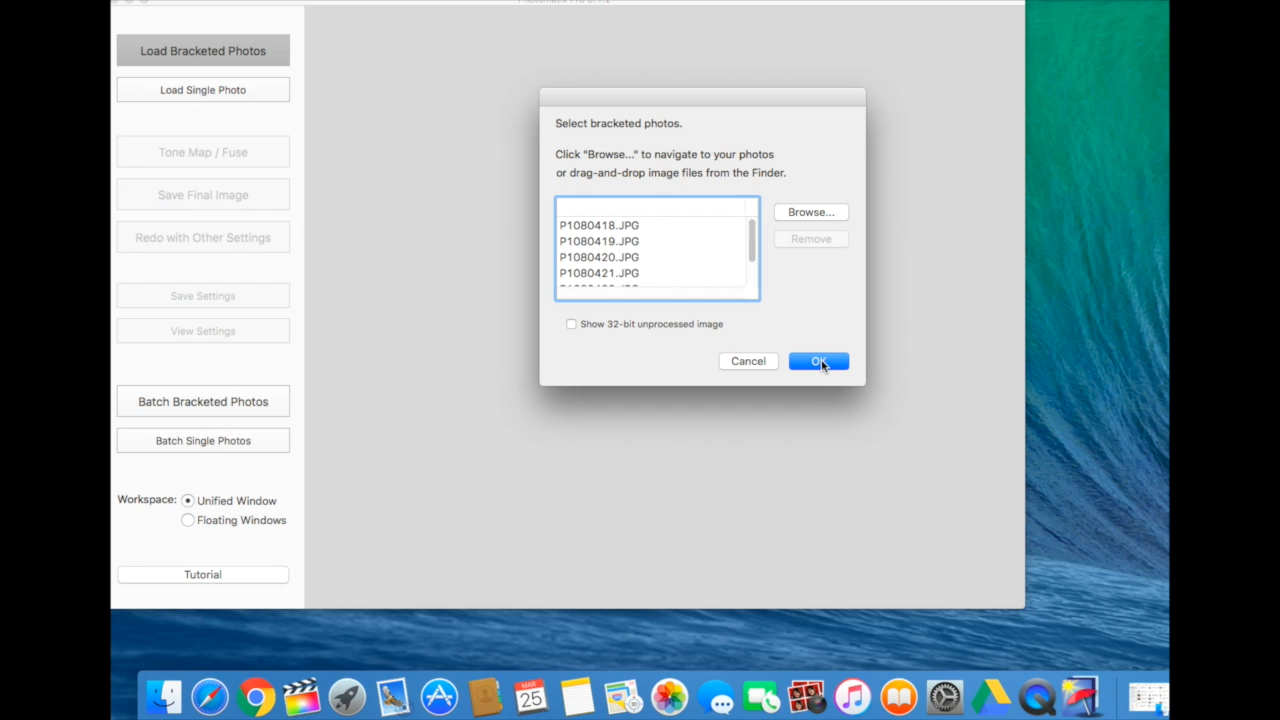 Load Bracketed Photos
Load Single Photo
Tone Map / Fuse
Save Final Image
Redo with Other Settings
Save Settings
View Settings
Batch Bracketed Photos
Batch Single Photos
Workspace:
Unified Window
Floating Windows
Tutorial
Select bracketed photos.
Click "Browse..." to navigate to your photos
or drag-and-drop image files from the Finder.
P1080418.JPG
P1080419.JPG
P1080420.JPG
P1080421.JPG
Browse...
Remove
Show 32-bit unprocessed image
Cancel
OK
MAR
25